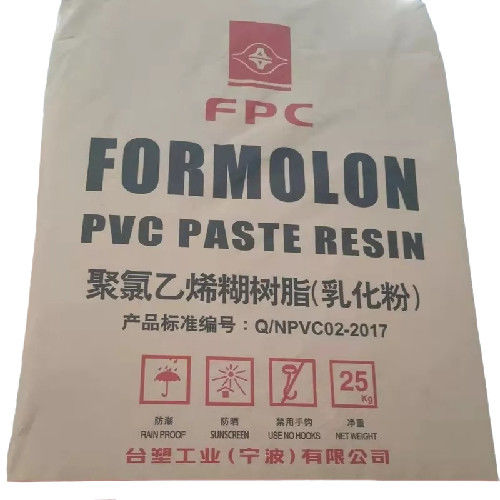 FPC
FORMOLON
PVC PASTE RESIN
聚氯乙烯糊树脂(乳化粉)
产品标准编号：Q/NPVC02-2017
25
Kg
防潮 防晒 禁用手钩 净重
RAIN PROOF SUNSCREEN USE NO HOOKS NET WEIGHT
台塑工业(宁波)有限公司